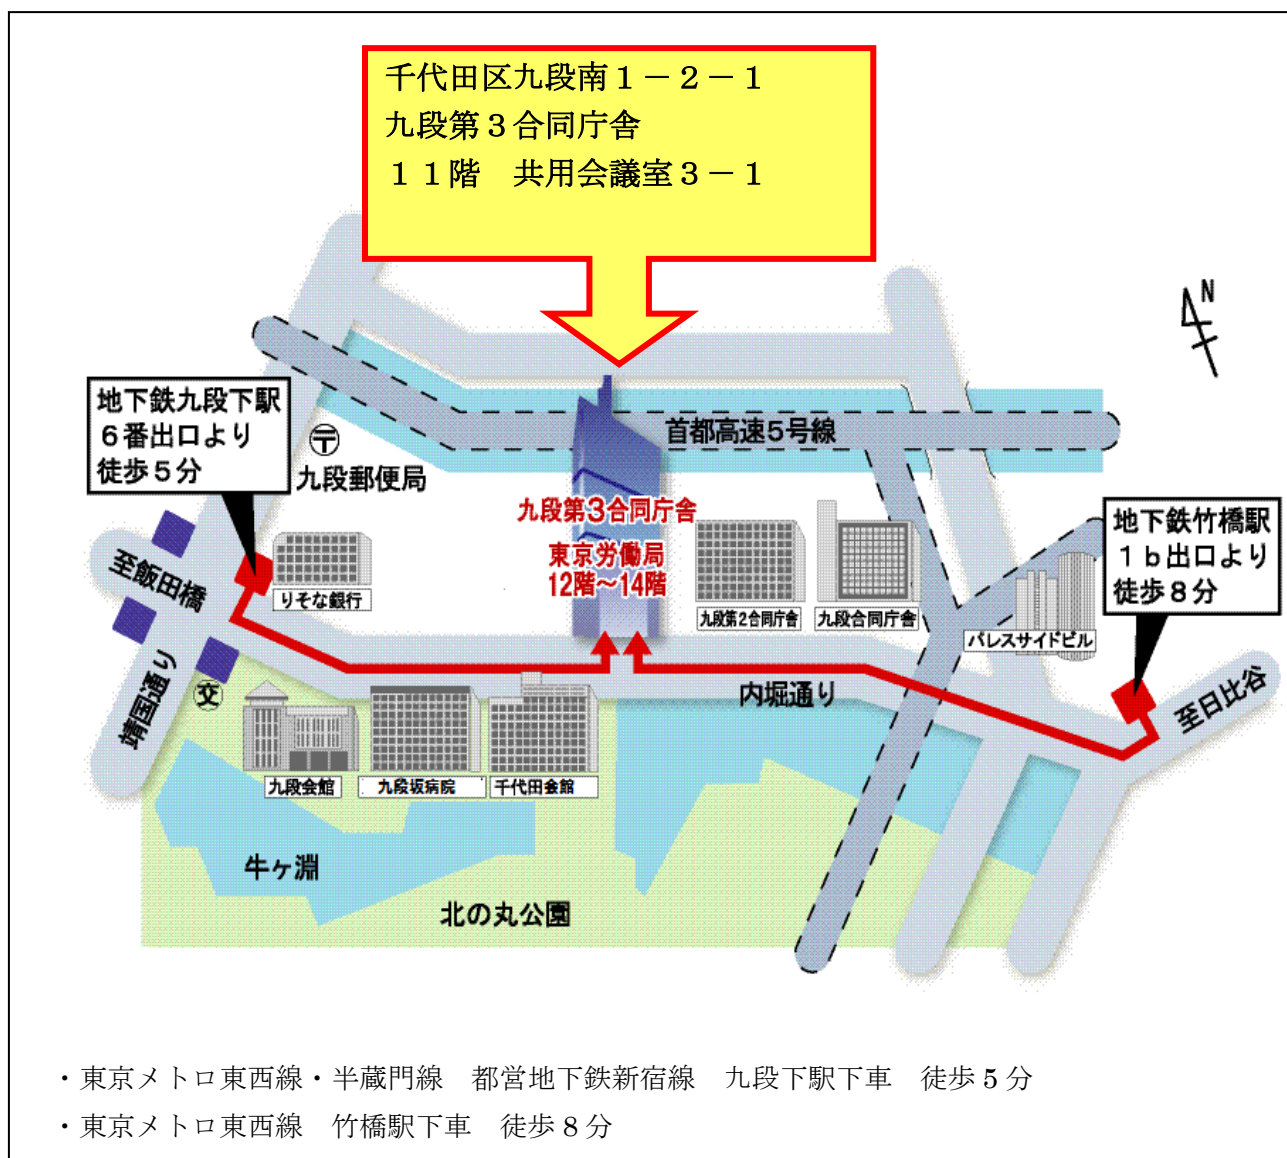 千代田区九段南１－２－１
九段第３合同庁舎
１１階　共用会議室３－１
N
地下鉄九段下駅
６番出口より
徒歩５分
〒
九段郵便局
首都高速5号線
九段第3合同庁舎
東京労働局
12階～14階
地下鉄竹橋駅
１ｂ出口より
徒歩８分
至飯田橋
りそな銀行
九段第2合同庁舎
九段合同庁舎
パレスサイドビル
靖国通り
交
内堀通り
至日比谷
九段会館
九段坂病院
千代田会館
牛ヶ淵
北の丸公園
・東京メトロ東西線・半蔵門線　都営地下鉄新宿線　九段下駅下車　徒歩 5 分
・東京メトロ東西線　竹橋駅下車　徒歩 8 分